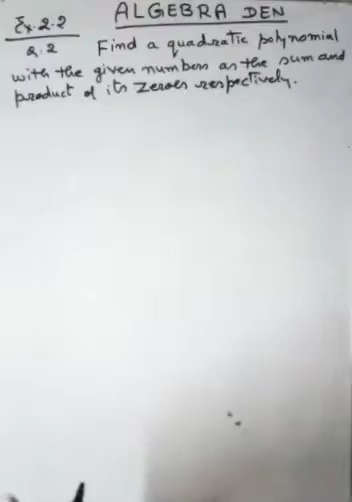 Ex. 2.2 ALGEBRA DEN
Q. 2 Find a quadratic polynomial
with the given numbers as the sum and
product of its zeroes respectively.